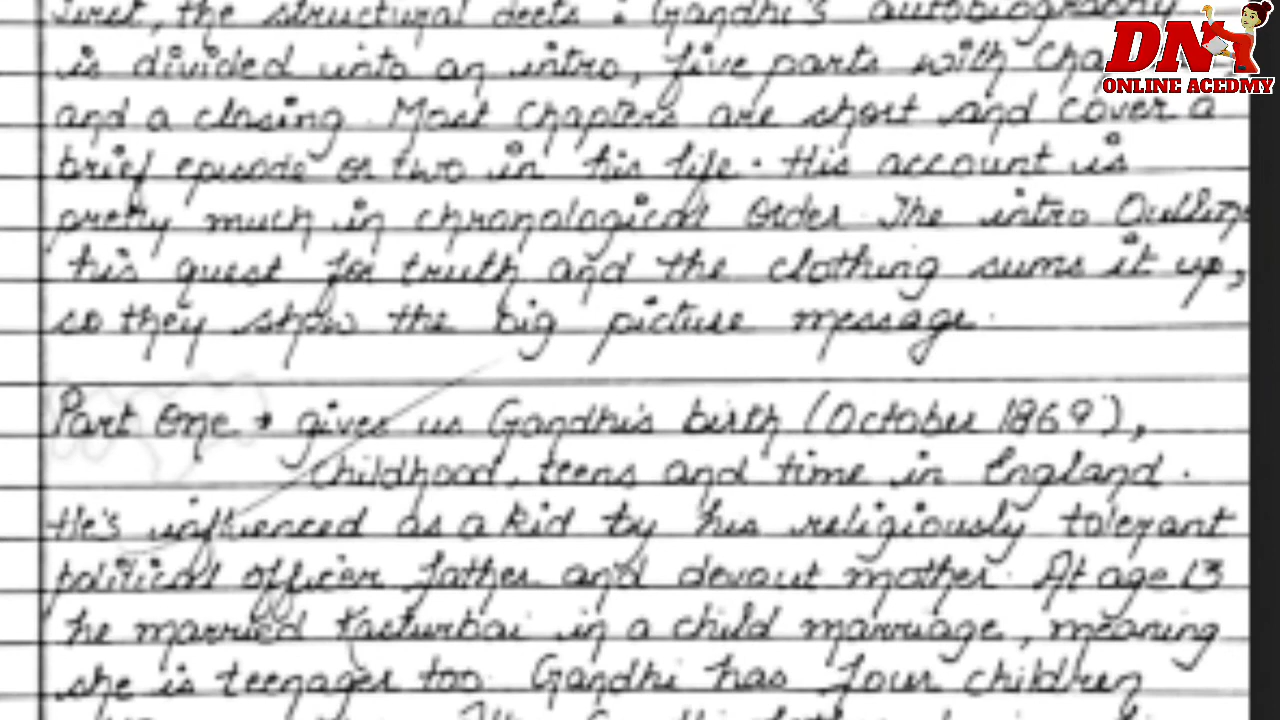 First, the structural deets : Gandhi's autobiography
is divided into an intro, five parts with
and a closing. Most Chapters are short and cover a
brief episode or two in his life. His account is
pretty much in chronological order. The intro Outlines
his quest for truth and the clothing sums it up,
so they show the big picture message.
Part One → gives us Gandhi's birth (October 1869),
Childhood, teens and time in England.
He's influenced as a kid by his religiously tolerant
political officer father and devout mother. At age 13
he married Kasturbai in a child marriage, meaning
she is teenager too. Gandhi has four children
DNA
ONLINE ACEDMY